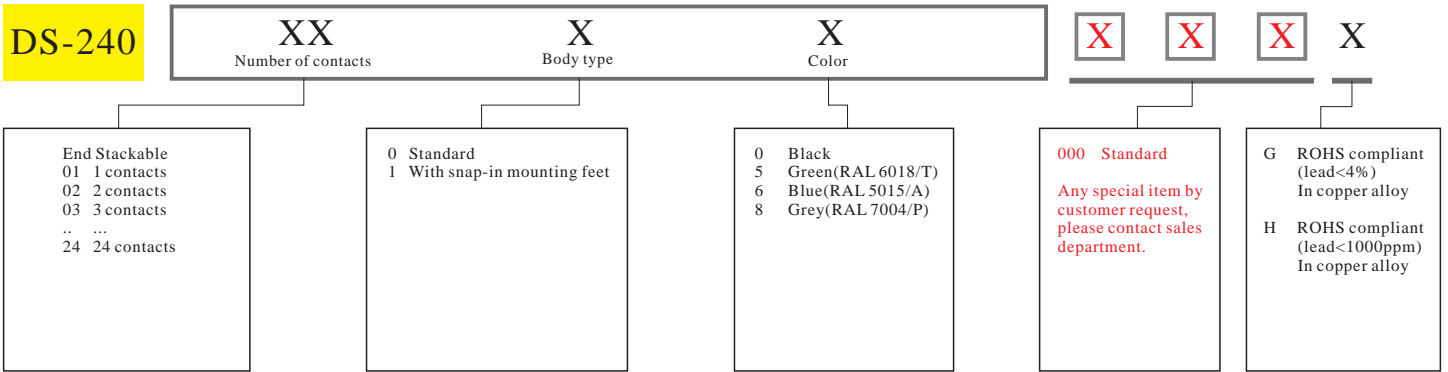 DS-240
XX
Number of contacts
X
Body type
X
Color
X X X X
End Stackable
01 1 contacts
02 2 contacts
03 3 contacts
.. ...
24 24 contacts
0 Standard
1 With snap-in mounting feet
0 Black
5 Green(RAL 6018/T)
6 Blue(RAL 5015/A)
8 Grey(RAL 7004/P)
000 Standard
Any special item by
customer request,
please contact sales
department.
G ROHS compliant
(lead<4%)
In copper alloy
H ROHS compliant
(lead<1000ppm)
In copper alloy